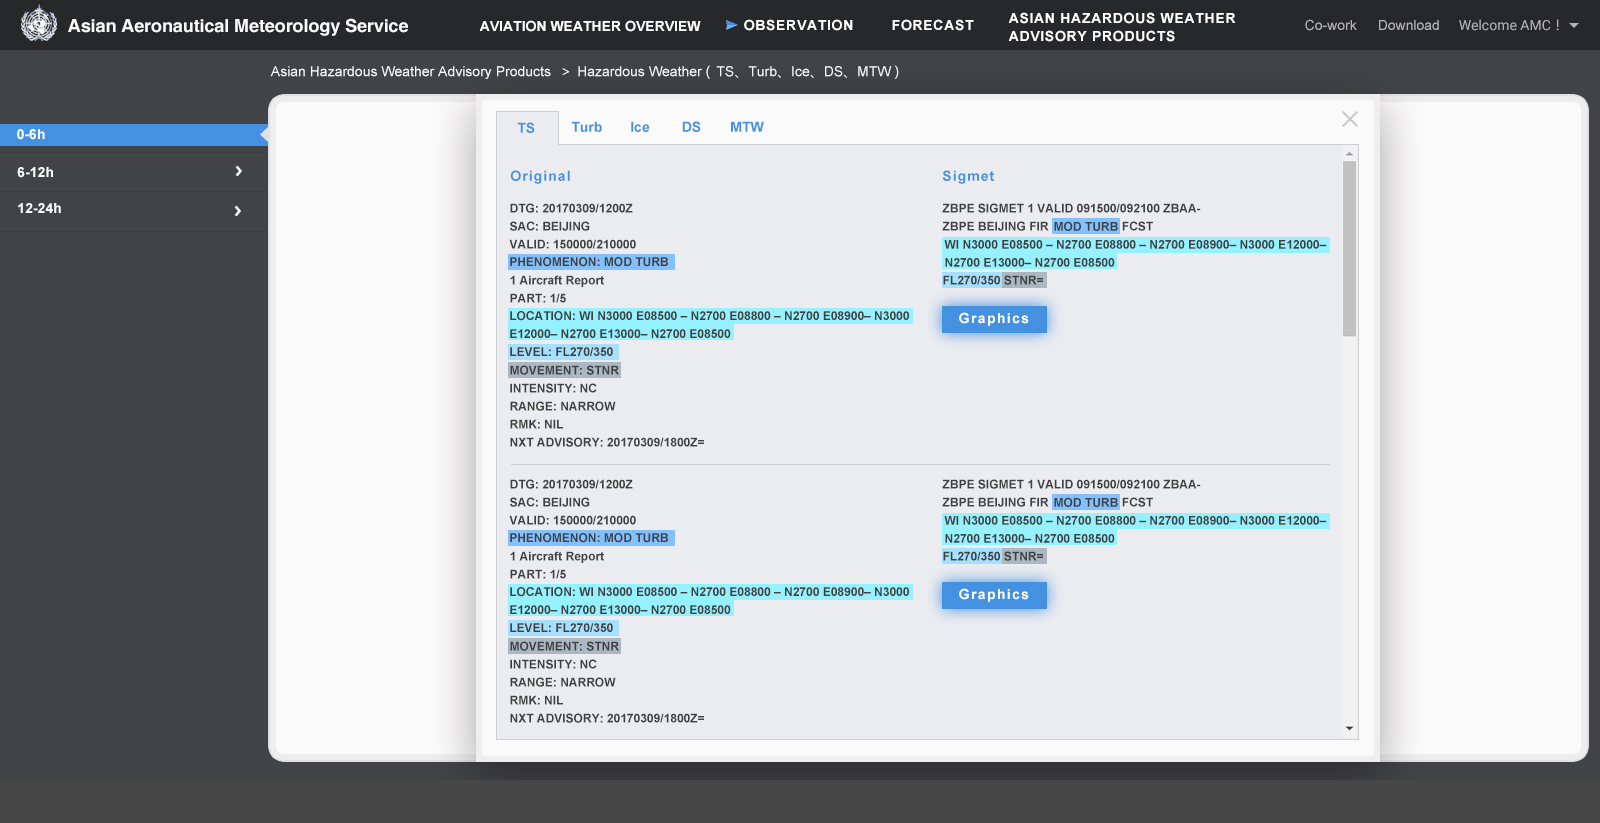 Asian Aeronautical Meteorology Service
AVIATION WEATHER OVERVIEW
OBSERVATION
FORECAST
ASIAN HAZARDOUS WEATHER
ADVISORY PRODUCTS
Co-work
Download
Welcome AMC !
Asian Hazardous Weather Advisory Products > Hazardous Weather ( TS、Turb、Ice、DS、MTW )
0-6h
6-12h
12-24h
TS
Turb
Ice
DS
MTW
Original
DTG: 20170309/1200Z
SAC: BEIJING
VALID: 150000/210000
PHENOMENON: MOD TURB
1 Aircraft Report
PART: 1/5
LOCATION: WI N3000 E08500 – N2700 E08800 – N2700 E08900– N3000
E12000– N2700 E13000– N2700 E08500
LEVEL: FL270/350
MOVEMENT: STNR
INTENSITY: NC
RANGE: NARROW
RMK: NIL
NXT ADVISORY: 20170309/1800Z=
Sigmet
ZBPE SIGMET 1 VALID 091500/092100 ZBAA-
ZBPE BEIJING FIR MOD TURB FCST
WI N3000 E08500 – N2700 E08800 – N2700 E08900– N3000 E12000–
N2700 E13000– N2700 E08500
FL270/350 STNR=
Graphics
DTG: 20170309/1200Z
SAC: BEIJING
VALID: 150000/210000
PHENOMENON: MOD TURB
1 Aircraft Report
PART: 1/5
LOCATION: WI N3000 E08500 – N2700 E08800 – N2700 E08900– N3000
E12000– N2700 E13000– N2700 E08500
LEVEL: FL270/350
MOVEMENT: STNR
INTENSITY: NC
RANGE: NARROW
RMK: NIL
NXT ADVISORY: 20170309/1800Z=
ZBPE SIGMET 1 VALID 091500/092100 ZBAA-
ZBPE BEIJING FIR MOD TURB FCST
WI N3000 E08500 – N2700 E08800 – N2700 E08900– N3000 E12000–
N2700 E13000– N2700 E08500
FL270/350 STNR=
Graphics